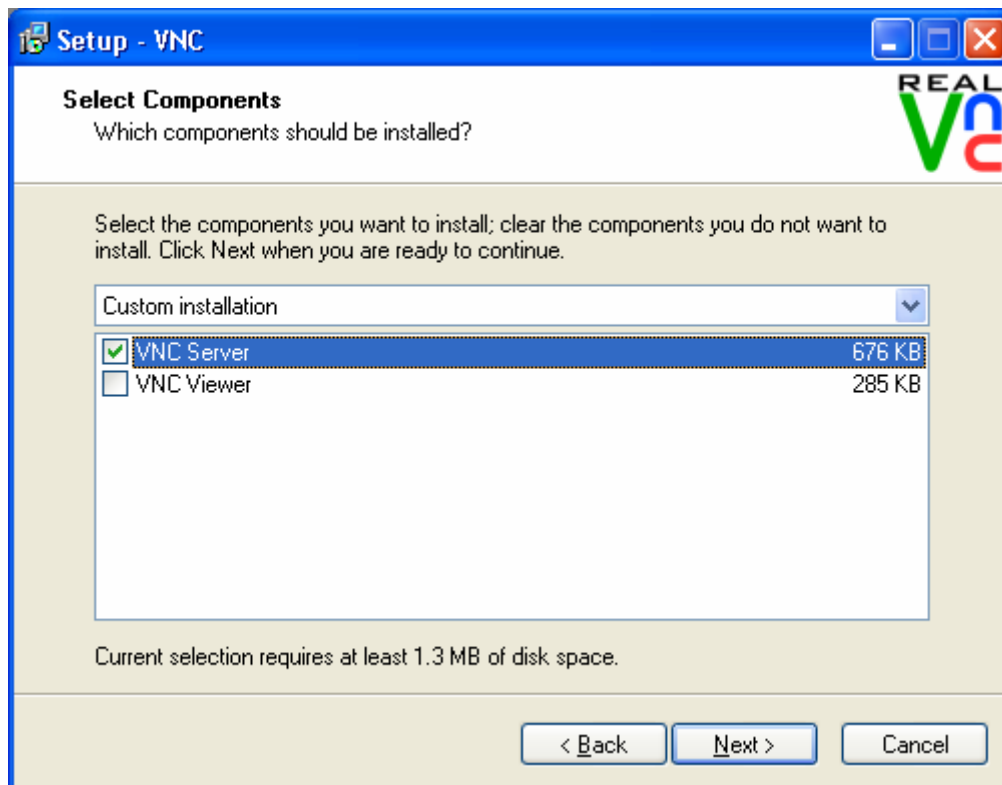 Setup - VNC
Select Components
Which components should be installed?
REAL
vnc
Select the components you want to install; clear the components you do not want to
install. Click Next when you are ready to continue.
Custom installation
VNC Server 676 KB
VNC Viewer 285 KB
Current selection requires at least 1.3 MB of disk space.
< Back Next > Cancel